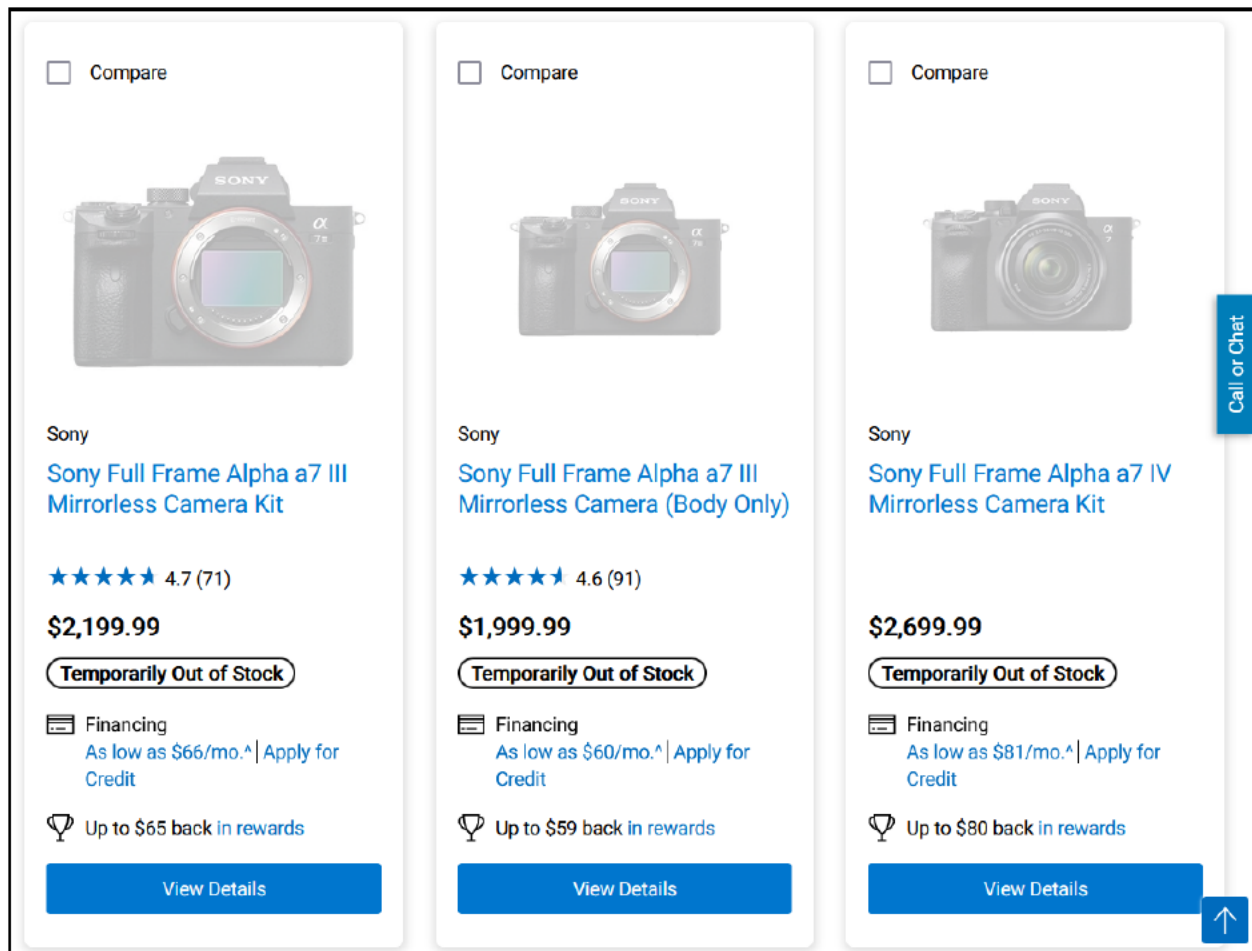 Compare
SONY
α
7III
Sony
Sony Full Frame Alpha a7 III
Mirrorless Camera Kit
4.7 (71)
$2,199.99
Temporarily Out of Stock
Financing
As low as $66/mo.^ | Apply for
Credit
Up to $65 back in rewards
View Details
Compare
SONY
α
7III
Sony
Sony Full Frame Alpha a7 III
Mirrorless Camera (Body Only)
4.6 (91)
$1,999.99
Temporarily Out of Stock
Financing
As low as $60/mo.^ | Apply for
Credit
Up to $59 back in rewards
View Details
Compare
SONY
α
7
Sony
Sony Full Frame Alpha a7 IV
Mirrorless Camera Kit
$2,699.99
Temporarily Out of Stock
Financing
As low as $81/mo.^ | Apply for
Credit
Up to $80 back in rewards
View Details
Call or Chat